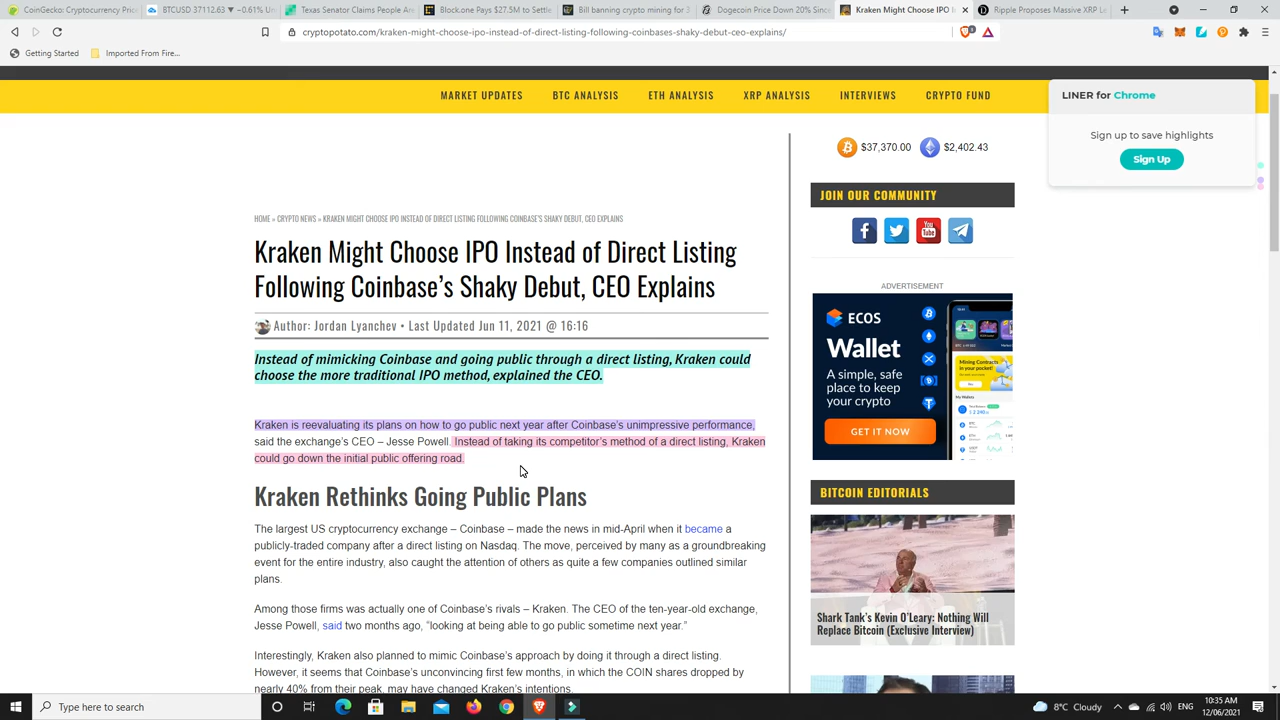 CoinGecko: Cryptocurrency Pric
BTCUSD 37112.63 ▼ −0.61% Un
Texas Senator Claims People Are
Block.one Pays $27.5M to Settle
Bill banning crypto mining for 3
Dogecoin Price Down 20% Since
Kraken Might Choose IPO I
Ripple Proposes Massive XRP Le
cryptopotato.com/kraken-might-choose-ipo-instead-of-direct-listing-following-coinbases-shaky-debut-ceo-explains/
Getting Started
Imported From Fire...
MARKET UPDATES
BTC ANALYSIS
ETH ANALYSIS
XRP ANALYSIS
INTERVIEWS
CRYPTO FUND
LINER for Chrome
Sign up to save highlights
Sign Up
$37,370.00
$2,402.43
HOME » CRYPTO NEWS » KRAKEN MIGHT CHOOSE IPO INSTEAD OF DIRECT LISTING FOLLOWING COINBASE'S SHAKY DEBUT, CEO EXPLAINS
Kraken Might Choose IPO Instead of Direct Listing
Following Coinbase's Shaky Debut, CEO Explains
Author: Jordan Lyanchev • Last Updated Jun 11, 2021 @ 16:16
Instead of mimicking Coinbase and going public through a direct listing, Kraken could
chose the more traditional IPO method, explained the CEO.
Kraken is reevaluating its plans on how to go public next year after Coinbase's unimpressive performance,
said the exchange's CEO – Jesse Powell. Instead of taking its competitor's method of a direct listing, Kraken
could go down the initial public offering road.
Kraken Rethinks Going Public Plans
The largest US cryptocurrency exchange – Coinbase – made the news in mid-April when it became a
publicly-traded company after a direct listing on Nasdaq. The move, perceived by many as a groundbreaking
event for the entire industry, also caught the attention of others as quite a few companies outlined similar
plans.
Among those firms was actually one of Coinbase's rivals – Kraken. The CEO of the ten-year-old exchange,
Jesse Powell, said two months ago, “looking at being able to go public sometime next year.”
Interestingly, Kraken also planned to mimic Coinbase's approach by doing it through a direct listing.
However, it seems that Coinbase's unconvincing first few months, in which the COIN shares dropped by
nearly 40% from their peak, may have changed Kraken's intentions.
JOIN OUR COMMUNITY
You
Tube
ADVERTISEMENT
ECOS
Wallet
A simple, safe
place to keep
your crypto
GET IT NOW
BITCOIN EDITORIALS
Shark Tank's Kevin O'Leary: Nothing Will
Replace Bitcoin (Exclusive Interview)
Type here to search
8°C Cloudy
ENG
10:35 AM
12/06/2021